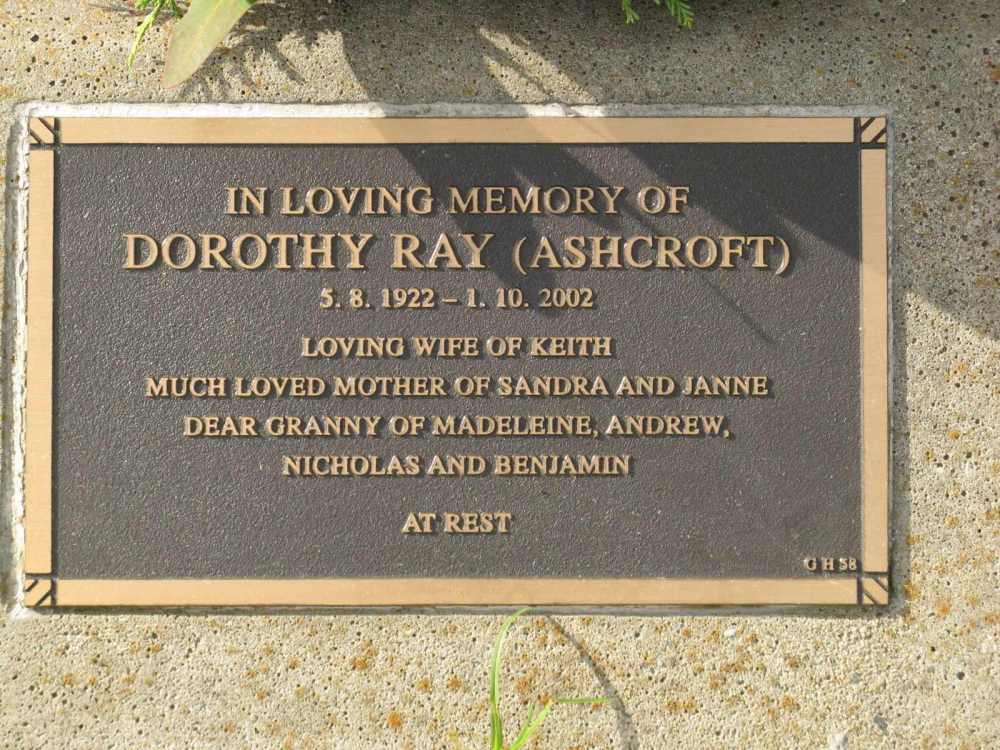 IN LOVING MEMORY OF
DOROTHY RAY (ASHCROFT)
5. 8. 1922 – 1. 10. 2002
LOVING WIFE OF KEITH
MUCH LOVED MOTHER OF SANDRA AND JANNE
DEAR GRANNY OF MADELEINE, ANDREW,
NICHOLAS AND BENJAMIN
AT REST
G H 58